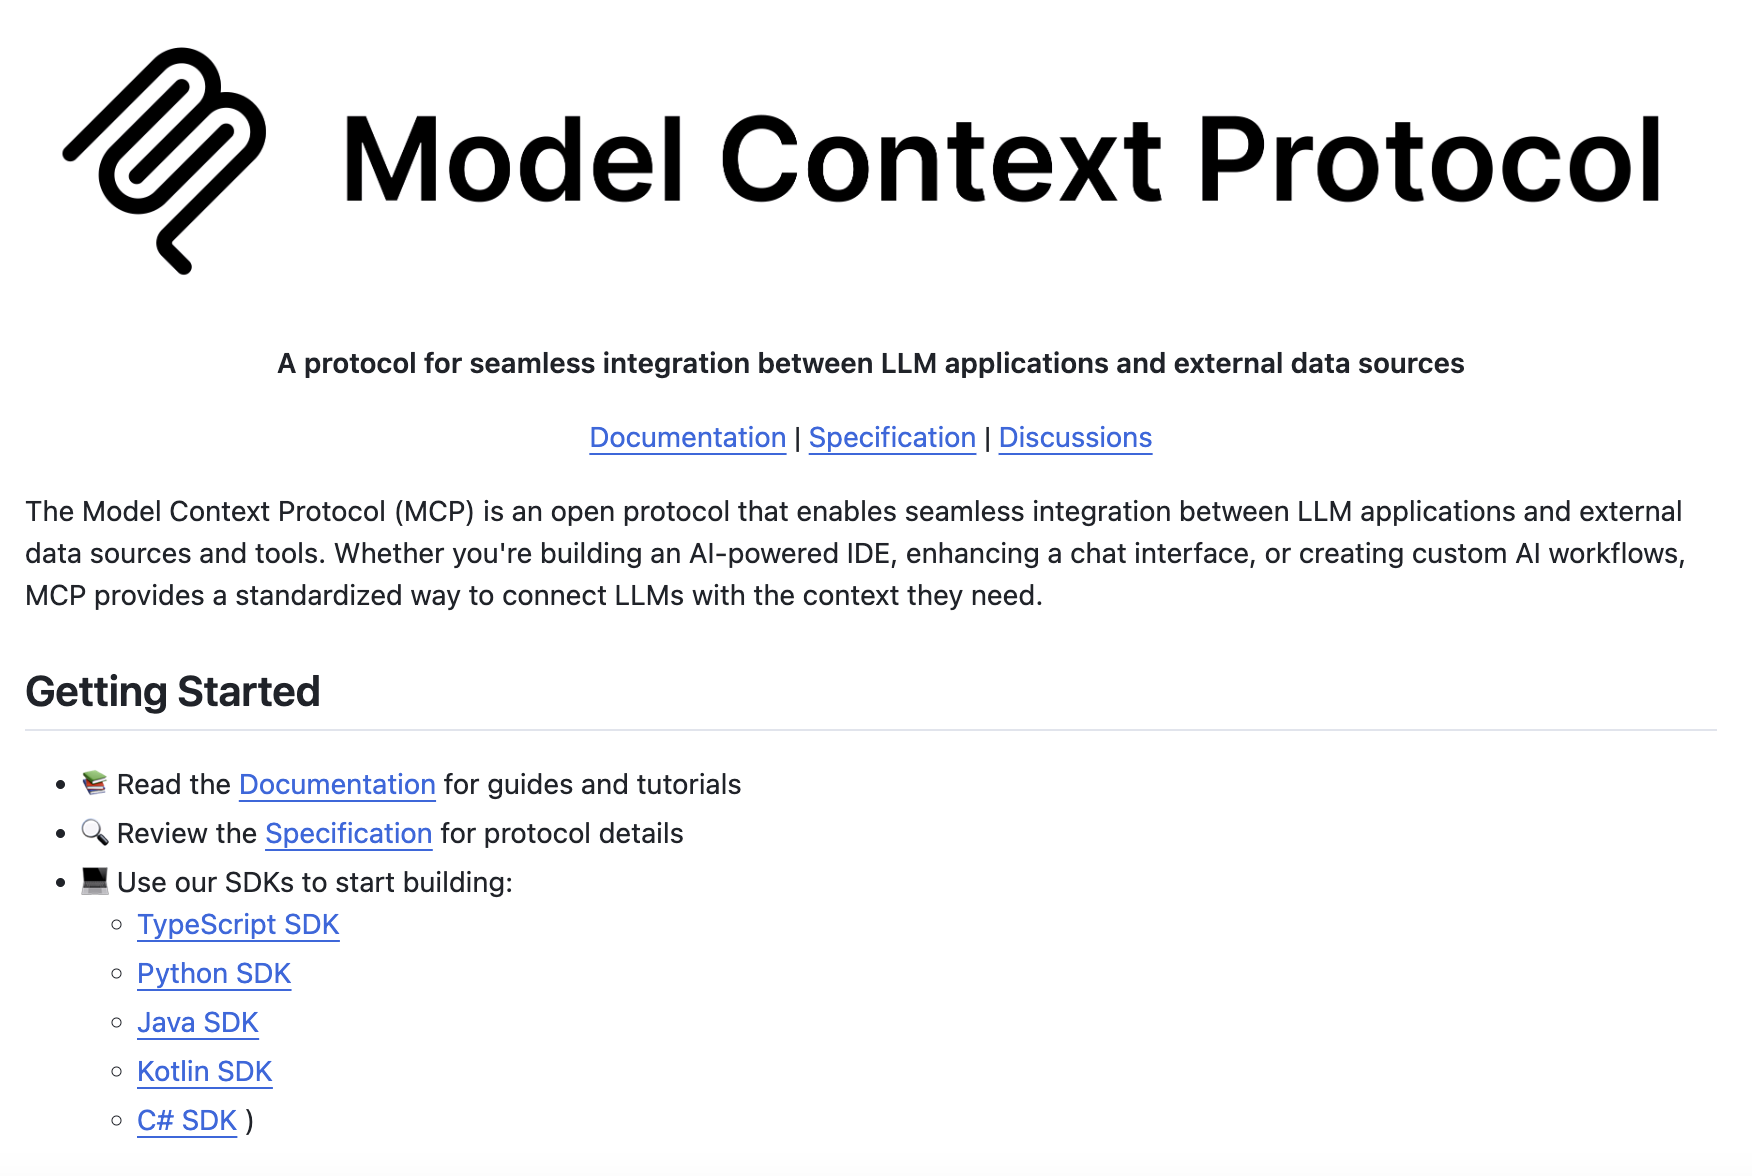 Model Context Protocol
A protocol for seamless integration between LLM applications and external data sources
Documentation | Specification | Discussions
The Model Context Protocol (MCP) is an open protocol that enables seamless integration between LLM applications and external
data sources and tools. Whether you're building an AI-powered IDE, enhancing a chat interface, or creating custom AI workflows,
MCP provides a standardized way to connect LLMs with the context they need.
Getting Started
• 📚 Read the Documentation for guides and tutorials
• 🔍 Review the Specification for protocol details
• 💻 Use our SDKs to start building:
◦ TypeScript SDK
◦ Python SDK
◦ Java SDK
◦ Kotlin SDK
◦ C# SDK )